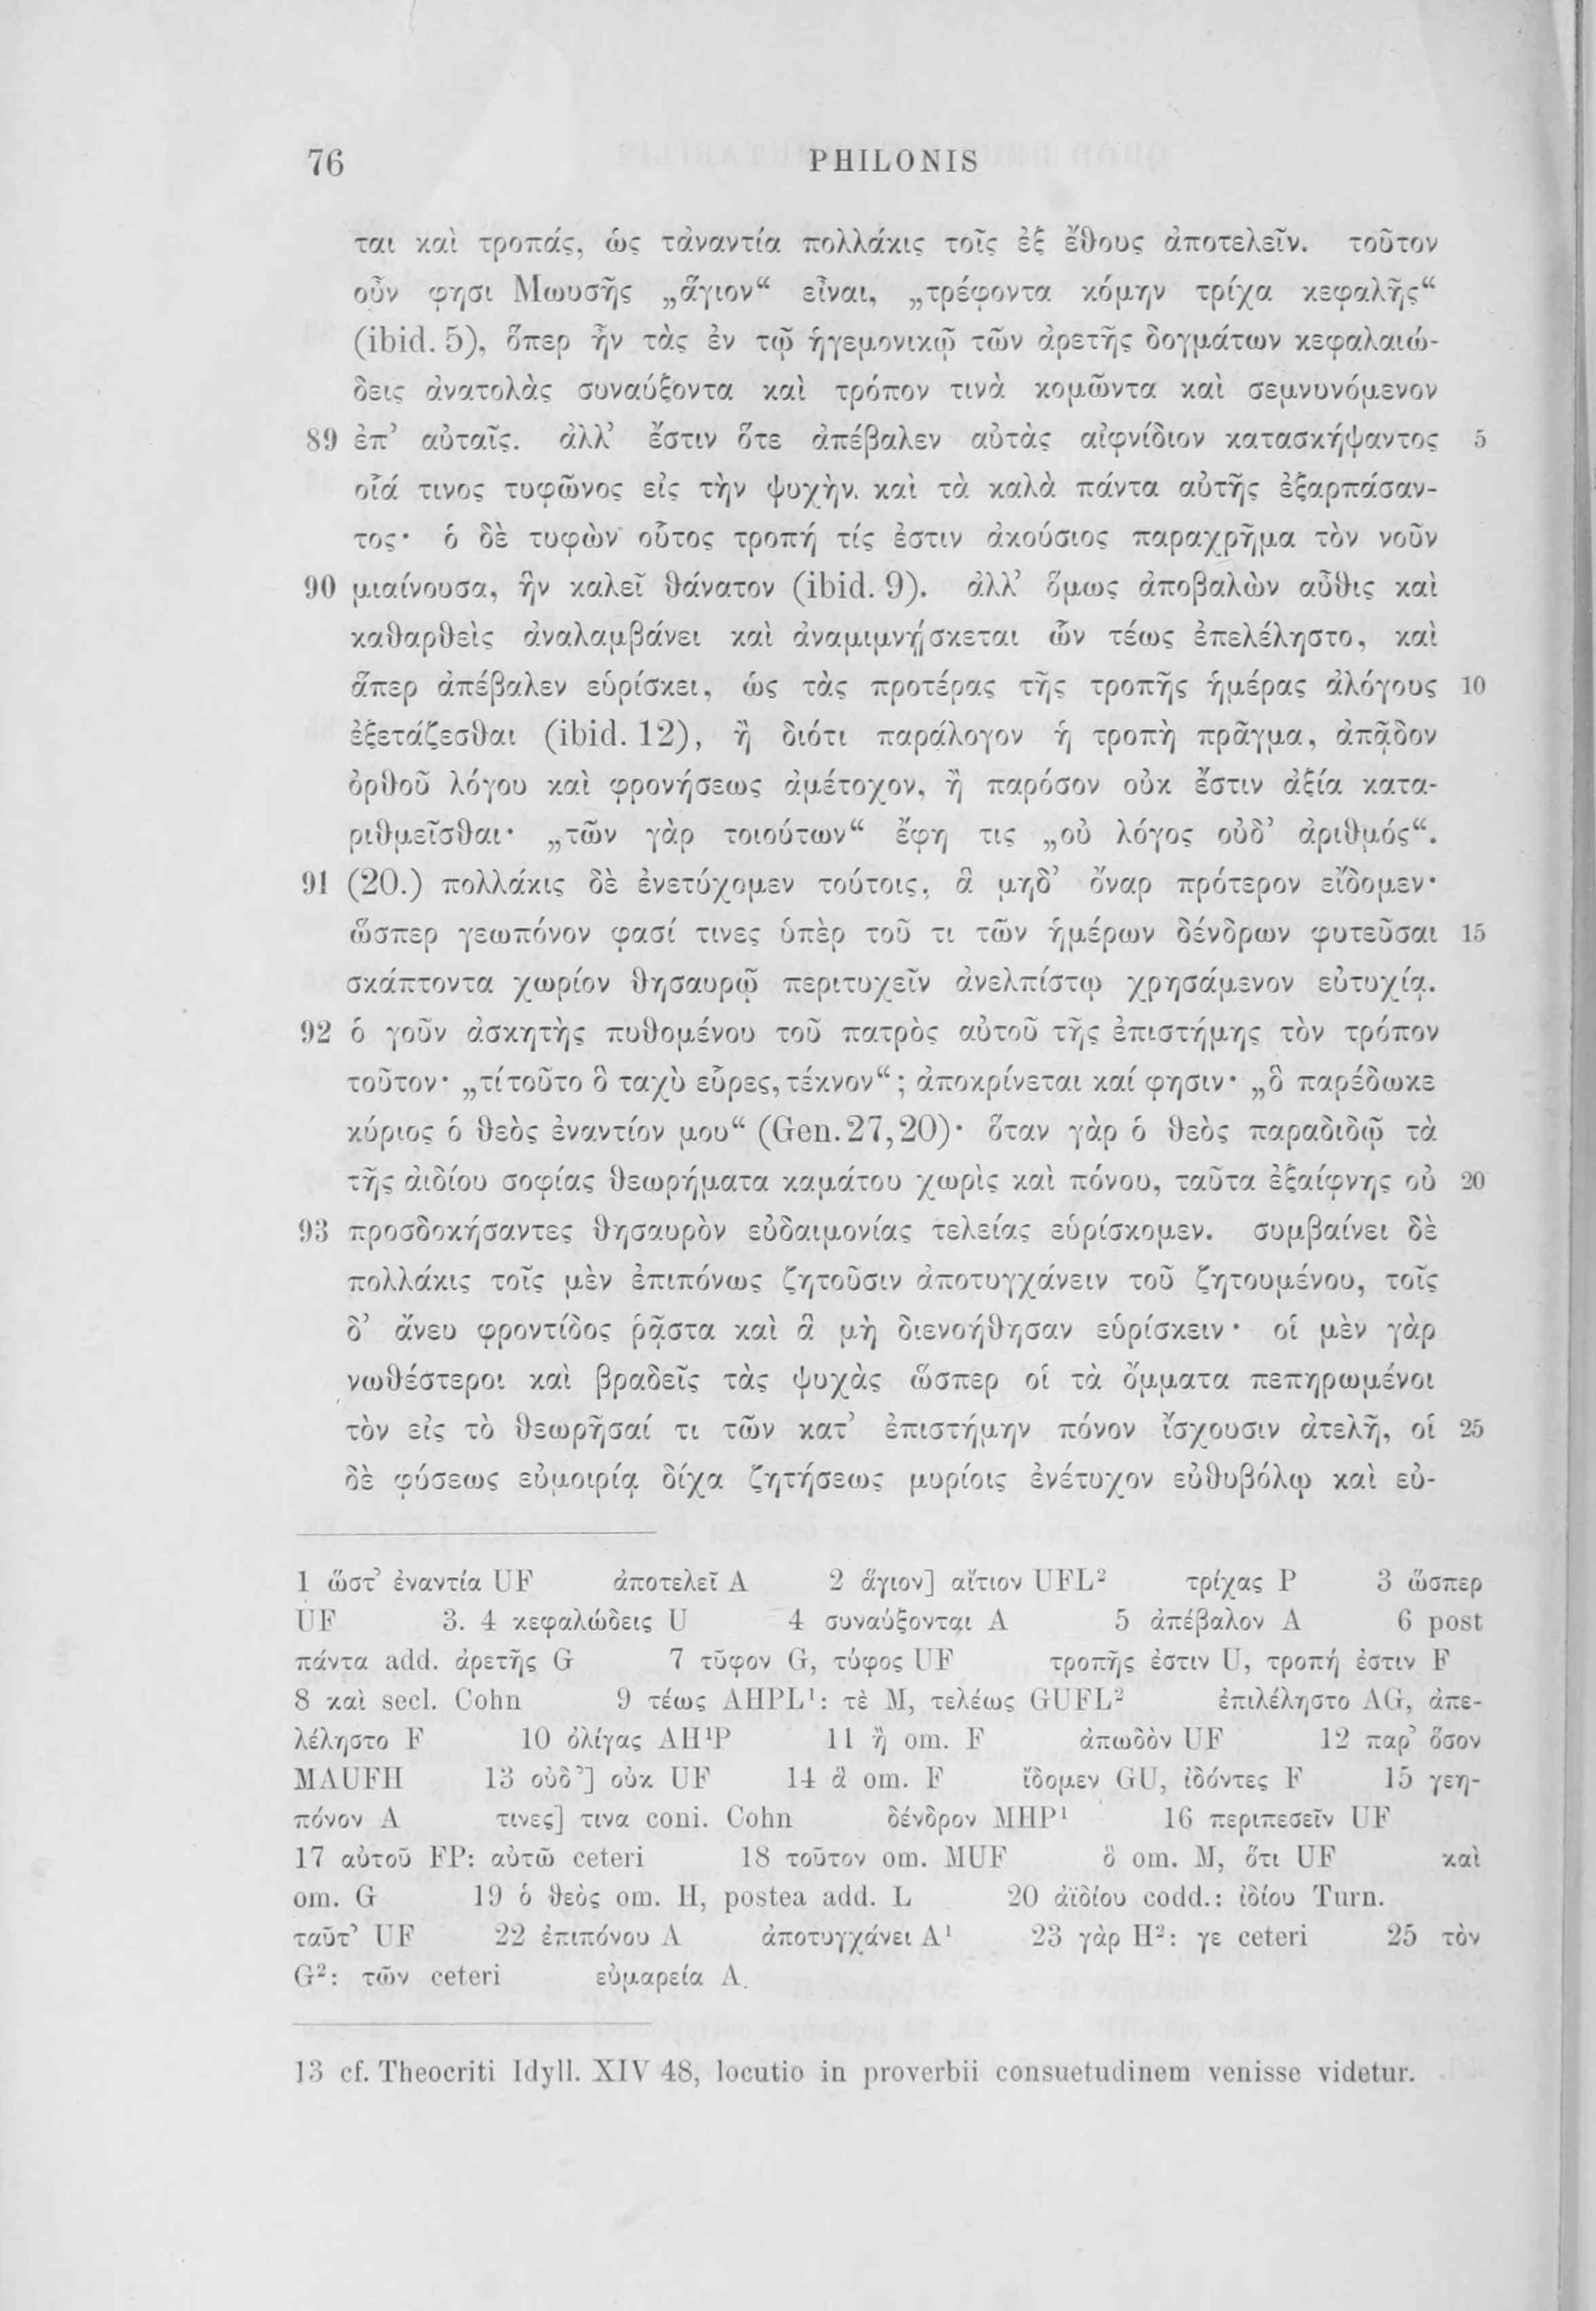 76 PHILONIS
ται καὶ τροπάς, ὡς τἀναντία πολλάκις τοῖς ἐξ ἔθους ἀποτελεῖν. τοῦτον
οὖν φησι Μωυσῆς „ἅγιον“ εἶναι, „τρέφοντα κόμην τρίχα κεφαλῆς“
(ibid. 5), ὅπερ ἦν τὰς ἐν τῷ ἡγεμονικῷ τῶν ἀρετῆς δογμάτων κεφαλαιώ-
δεις ἀνατολὰς συναύξοντα καὶ τρόπον τινὰ κομῶντα καὶ σεμνυνόμενον
89 ἐπ’ αὐταῖς. ἀλλ’ ἔστιν ὅτε ἀπέβαλεν αὐτὰς αἰφνίδιον κατασκήψαντος 5
οἷά τινος τυφῶνος εἰς τὴν ψυχὴν. καὶ τὰ καλὰ πάντα αὐτῆς ἐξαρπάσαν-
τος· ὁ δὲ τυφὼν οὗτος τροπή τίς ἐστιν ἀκούσιος παραχρῆμα τὸν νοῦν
90 μιαίνουσα, ἣν καλεῖ θάνατον (ibid. 9). ἀλλ’ ὅμως ἀποβαλὼν αὖθις καὶ
καθαρθεὶς ἀναλαμβάνει καὶ ἀναμιμνῄσκεται ὧν τέως ἐπελέληστο, καὶ
ἅπερ ἀπέβαλεν εὑρίσκει, ὡς τὰς προτέρας τῆς τροπῆς ἡμέρας ἀλόγους 10
ἐξετάζεσθαι (ibid. 12), ἢ διότι παράλογον ἡ τροπὴ πρᾶγμα, ἀπᾷδον
ὀρθοῦ λόγου καὶ φρονήσεως ἀμέτοχον, ἢ παρόσον οὐκ ἔστιν ἀξία κατα-
ριθμεῖσθαι· „τῶν γὰρ τοιούτων“ ἔφη τις „οὐ λόγος οὐδ’ ἀριθμός“.
91 (20.) πολλάκις δὲ ἐνετύχομεν τούτοις, ἃ μηδ’ ὄναρ πρότερον εἴδομεν·
ὥσπερ γεωπόνον φασί τινες ὑπὲρ τοῦ τι τῶν ἡμέρων δένδρων φυτεῦσαι 15
σκάπτοντα χωρίον θησαυρῷ περιτυχεῖν ἀνελπίστῳ χρησάμενον εὐτυχίᾳ.
92 ὁ γοῦν ἀσκητὴς πυθομένου τοῦ πατρὸς αὐτοῦ τῆς ἐπιστήμης τὸν τρόπον
τοῦτον· „τί τοῦτο ὃ ταχὺ εὗρες, τέκνον“; ἀποκρίνεται καί φησιν· „ὃ παρέδωκε
κύριος ὁ θεὸς ἐναντίον μου“ (Gen. 27,20)· ὅταν γὰρ ὁ θεὸς παραδιδῷ τὰ
τῆς ἀιδίου σοφίας θεωρήματα καμάτου χωρὶς καὶ πόνου, ταῦτα ἐξαίφνης οὐ 20
93 προσδοκήσαντες θησαυρὸν εὐδαιμονίας τελείας εὑρίσκομεν. συμβαίνει δὲ
πολλάκις τοῖς μὲν ἐπιπόνως ζητοῦσιν ἀποτυγχάνειν τοῦ ζητουμένου, τοῖς
δ’ ἄνευ φροντίδος ῥᾷστα καὶ ἃ μὴ διενοήθησαν εὑρίσκειν· οἱ μὲν γὰρ
νωθέστεροι καὶ βραδεῖς τὰς ψυχὰς ὥσπερ οἱ τὰ ὄμματα πεπηρωμένοι
τὸν εἰς τὸ θεωρῆσαί τι τῶν κατ’ ἐπιστήμην πόνον ἴσχουσιν ἀτελῆ, οἱ 25
δὲ φύσεως εὐμοιρίᾳ δίχα ζητήσεως μυρίοις ἐνέτυχον εὐθυβόλῳ καὶ εὐ-
1 ὥστ’ ἐναντία UF ἀποτελεῖ A 2 ἅγιον] αἴτιον UFL² τρίχας P 3 ὥσπερ
UF 3. 4 κεφαλώδεις U 4 συναύξονται A 5 ἀπέβαλον A 6 post
πάντα add. ἀρετῆς G 7 τῦφον G, τύφος UF τροπῆς ἐστιν U, τροπή ἐστιν F
8 καὶ secl. Cohn 9 τέως AHPL¹: τὲ M, τελέως GUFL² ἐπιλέληστο AG, ἀπε-
λέληστο F 10 ὀλίγας AH¹P 11 ἢ om. F ἀπωδὸν UF 12 παρ’ ὅσον
MAUFH 13 οὐδ’] οὐκ UF 14 ἃ om. F ἴδομεν GU, ἰδόντες F 15 γεη-
πόνον A τινες] τινα coni. Cohn δένδρον MHP¹ 16 περιπεσεῖν UF
17 αὐτοῦ FP: αὐτῶ ceteri 18 τοῦτον om. MUF ὃ om. M, ὅτι UF καὶ
om. G 19 ὁ θεὸς om. H, postea add. L 20 ἀϊδίου codd.: ἰδίου Turn.
ταῦτ’ UF 22 ἐπιπόνου A ἀποτυγχάνει A¹ 23 γὰρ H²: γε ceteri 25 τὸν
G²: τῶν ceteri εὐμαρεία A.
13 cf. Theocriti Idyll. XIV 48, locutio in proverbii consuetudinem venisse videtur.